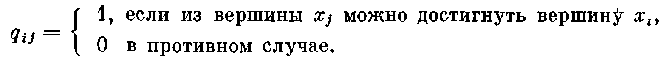 q_{ij} = { 1, если из вершины x_j можно достигнуть вершину x_i,
0 в противном случае.